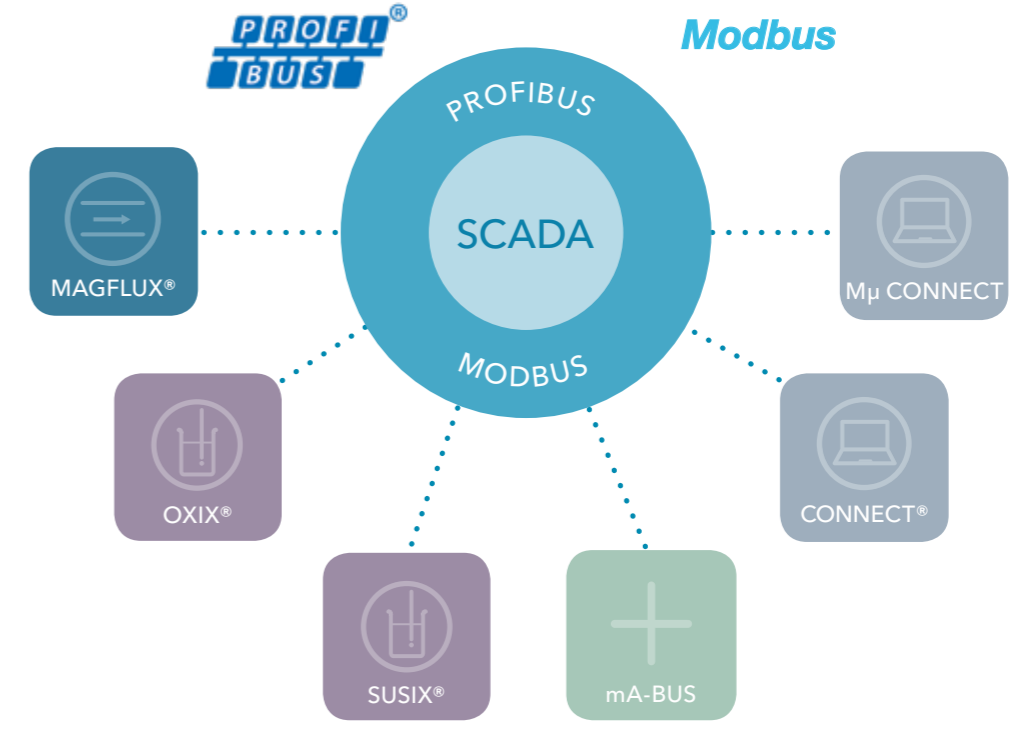 PROFI®
BUS
Modbus
PROFIBUS
SCADA
MODBUS
MAGFLUX®
Mµ CONNECT
OXIX®
CONNECT®
SUSIX®
mA-BUS